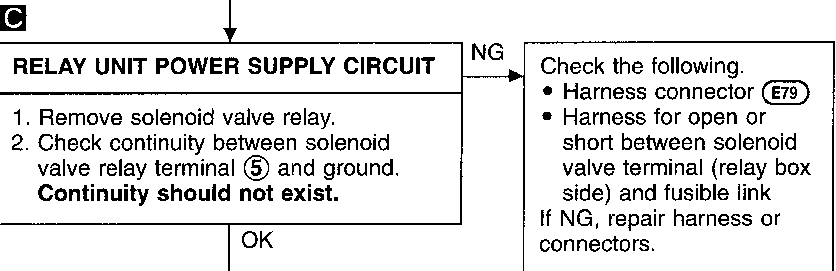 C
RELAY UNIT POWER SUPPLY CIRCUIT
1. Remove solenoid valve relay.
2. Check continuity between solenoid
valve relay terminal ⑤ and ground.
Continuity should not exist.
NG
OK
Check the following.
• Harness connector E79
• Harness for open or
short between solenoid
valve terminal (relay box
side) and fusible link
If NG, repair harness or
connectors.